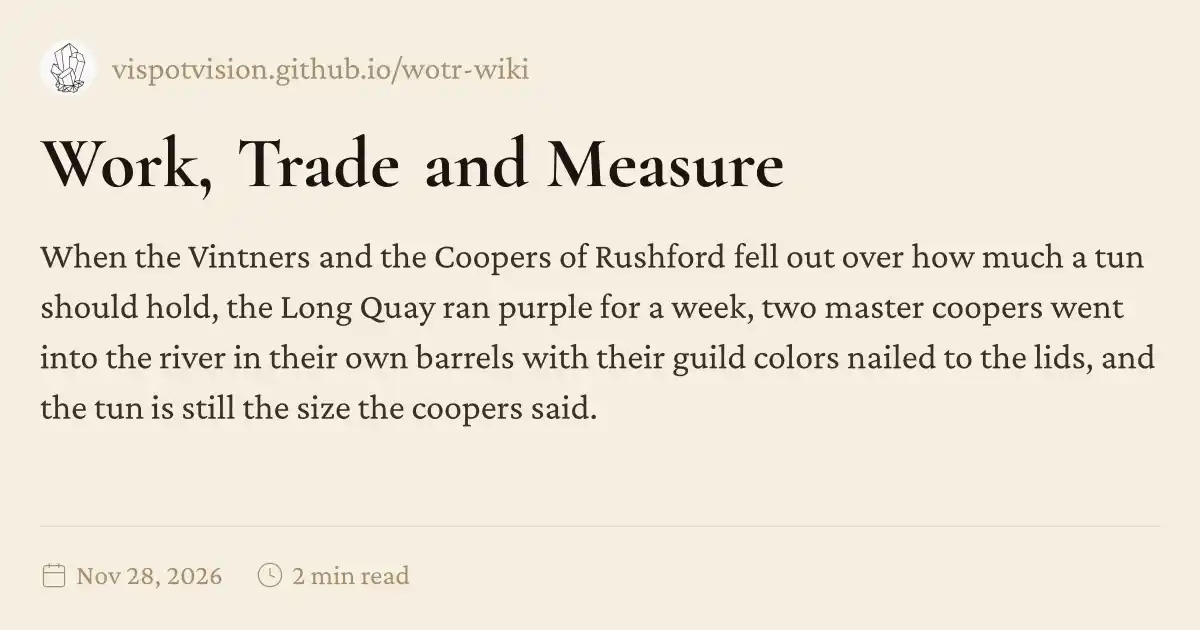 vispotvision.github.io/wotr-wiki
Work, Trade and Measure
When the Vintners and the Coopers of Rushford fell out over how much a tun
should hold, the Long Quay ran purple for a week, two master coopers went
into the river in their own barrels with their guild colors nailed to the lids, and
the tun is still the size the coopers said.
Nov 28, 2026 2 min read